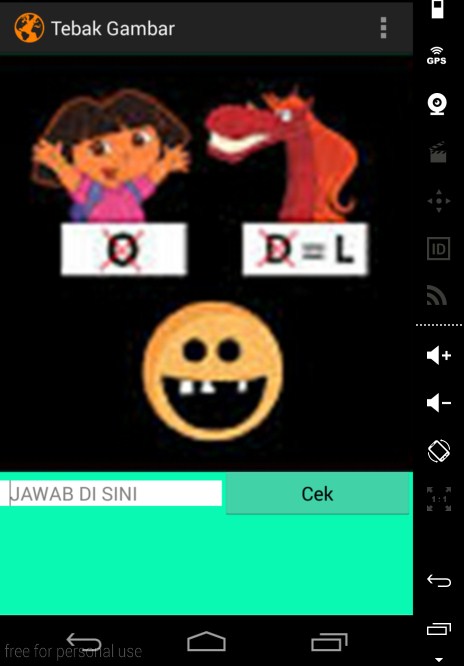 Tebak Gambar
GPS
ID
O
D = L
1:1
JAWAB DI SINI
Cek
free for personal use